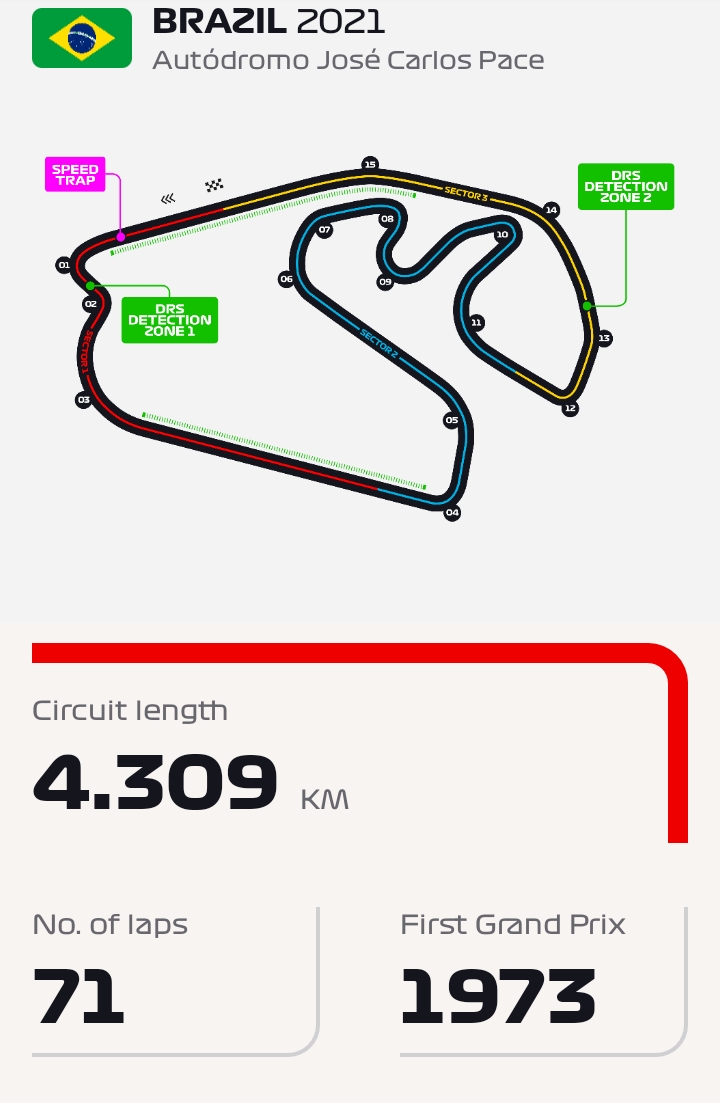 BRAZIL 2021
Autódromo José Carlos Pace
SPEED
TRAP
DRS
DETECTION
ZONE 2
15
SECTOR 3
14
08
07
10
01
06
09
02
DRS
DETECTION
ZONE 1
11
13
SECTOR 2
SECTOR 1
03
12
05
04
Circuit length
4.309 KM
No. of laps
71
First Grand Prix
1973